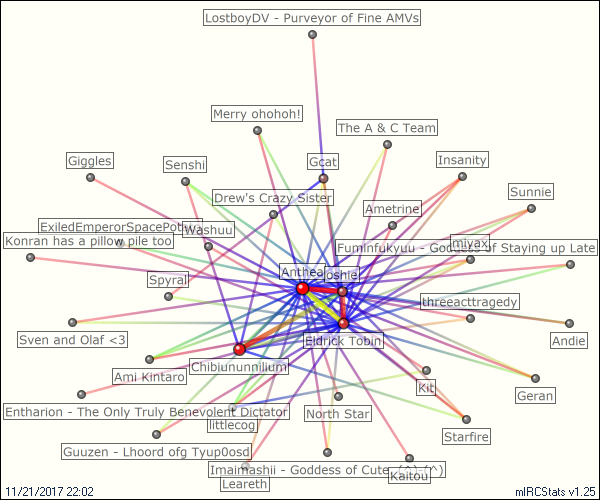 LostboyDV - Purveyor of Fine AMVs
Merry ohohoh!
The A & C Team
Giggles
Senshi
Gcat
Insanity
Drew's Crazy Sister
Sunnie
Ametrine
ExiledEmperorSpacePot
Washuu
Konran has a pillow pile too
Fuminfukyuu - Goddess of Staying up Late
miyax
Anthea
oshie
Spyral
threeacttragedy
Sven and Olaf <3
Eldrick Tobin
Andie
Chibiununnilium
Ami Kintaro
Kit
Geran
Entharion - The Only Truly Benevolent Dictator
North Star
littlecog
Starfire
Guuzen - Lhoord ofg Tyup0osd
Imaimashii - Goddess of Cute
Kaitou
Leareth
11/21/2017 22:02
mIRCStats v1.25